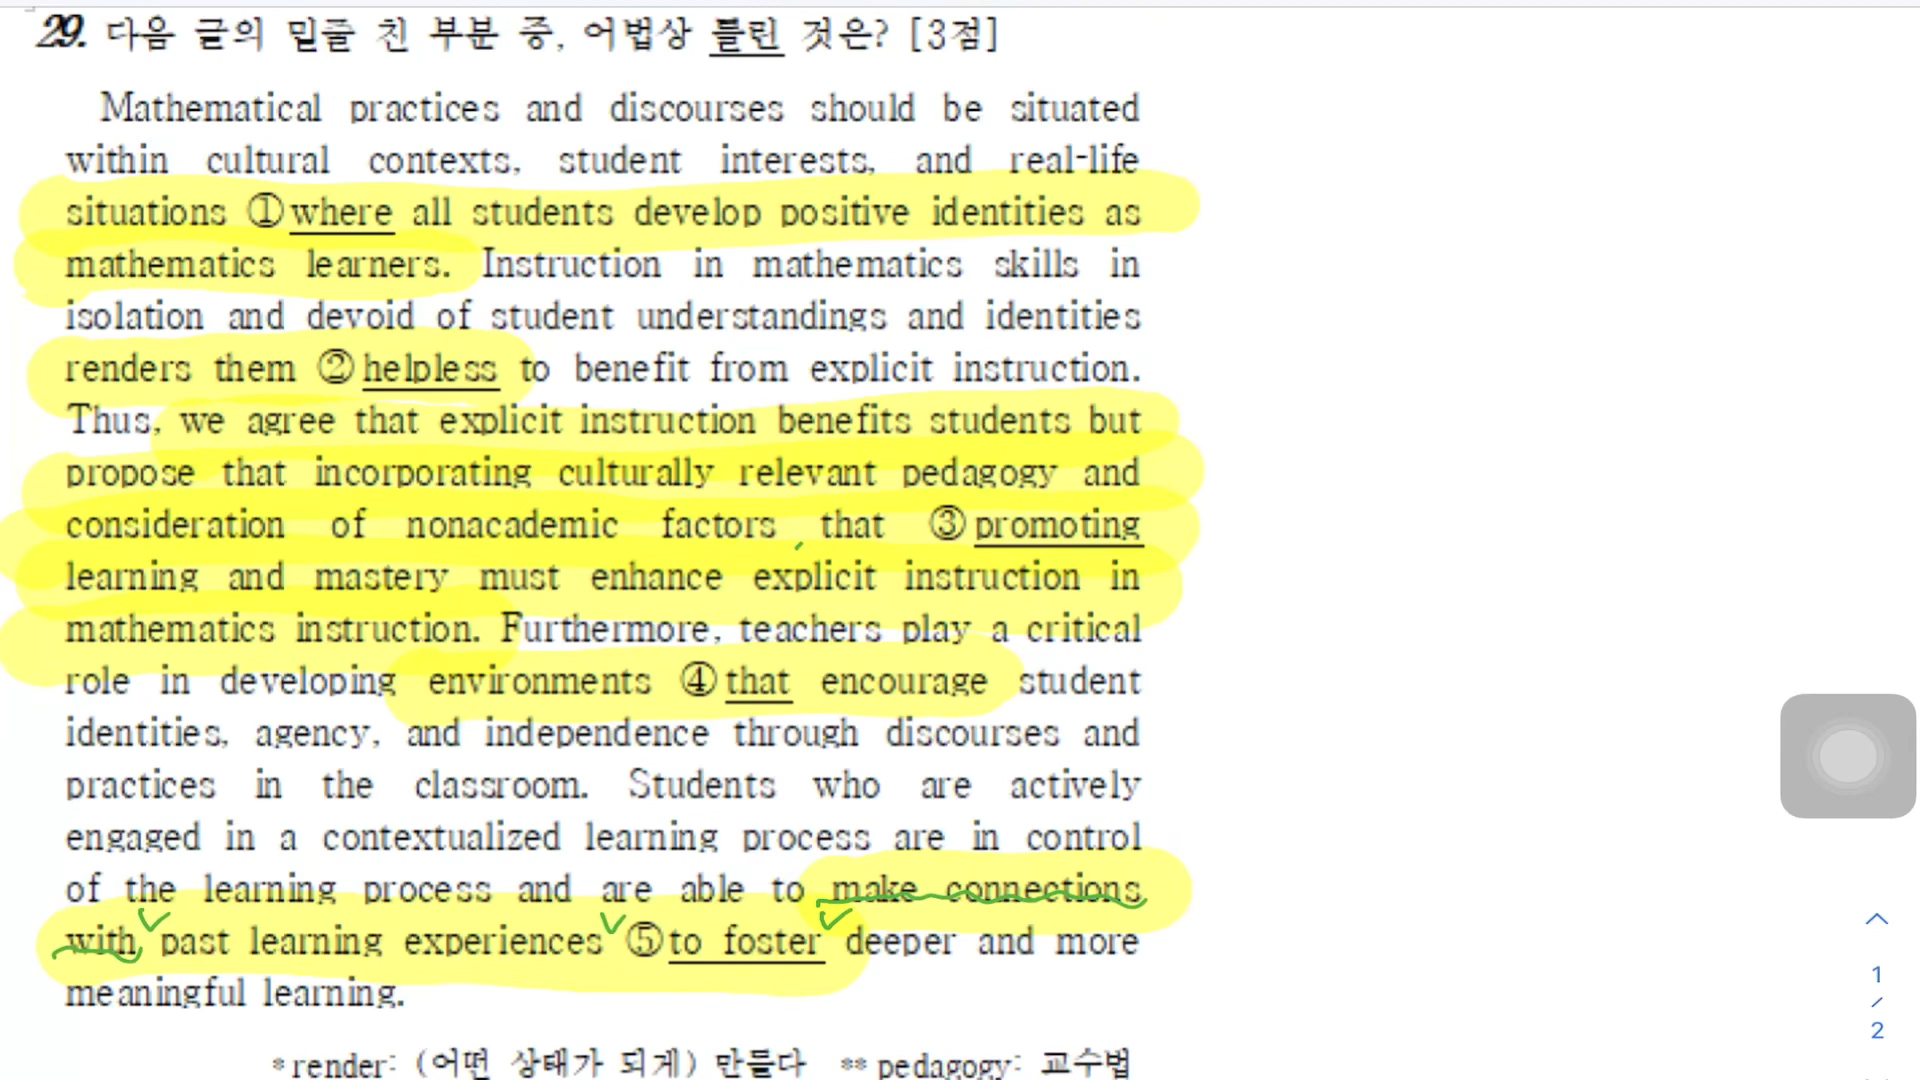 29. 다음 글의 밑줄 친 부분 중, 어법상 틀린 것은? [3점]
Mathematical practices and discourses should be situated
within cultural contexts, student interests, and real-life
situations ①where all students develop positive identities as
mathematics learners. Instruction in mathematics skills in
isolation and devoid of student understandings and identities
renders them ②helpless to benefit from explicit instruction.
Thus, we agree that explicit instruction benefits students but
propose that incorporating culturally relevant pedagogy and
consideration of nonacademic factors that ③promoting
learning and mastery must enhance explicit instruction in
mathematics instruction. Furthermore, teachers play a critical
role in developing environments ④that encourage student
identities, agency, and independence through discourses and
practices in the classroom. Students who are actively
engaged in a contextualized learning process are in control
of the learning process and are able to make connections
with past learning experiences ⑤to foster deeper and more
meaningful learning.
*render: (어떤 상태가 되게) 만들다 **pedagogy: 교수법
1
/
2